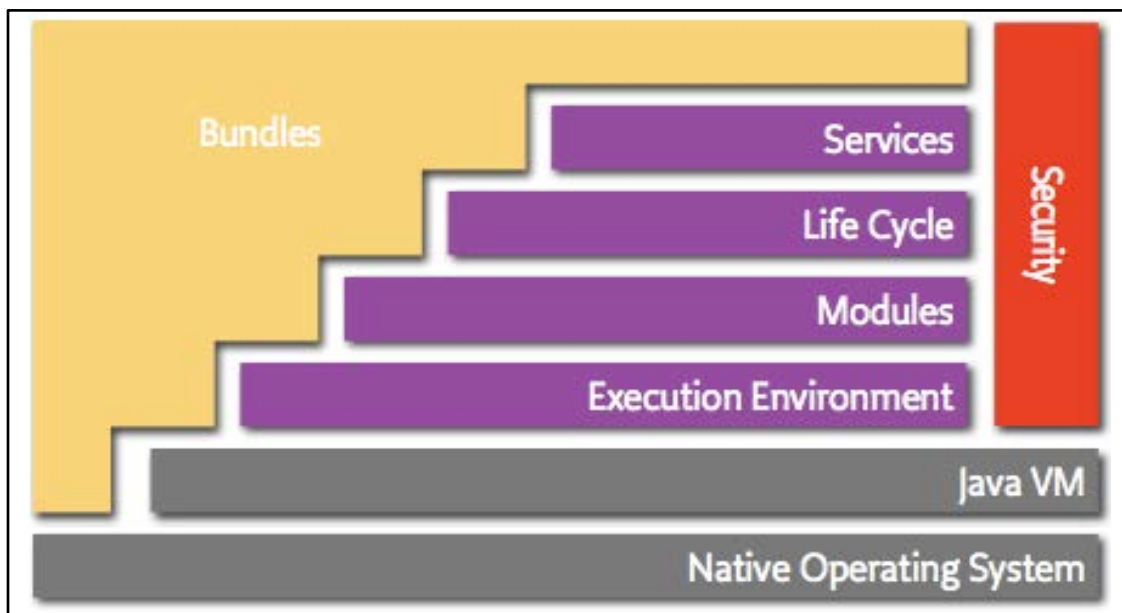 Bundles
Services
Life Cycle
Modules
Execution Environment
Security
Java VM
Native Operating System